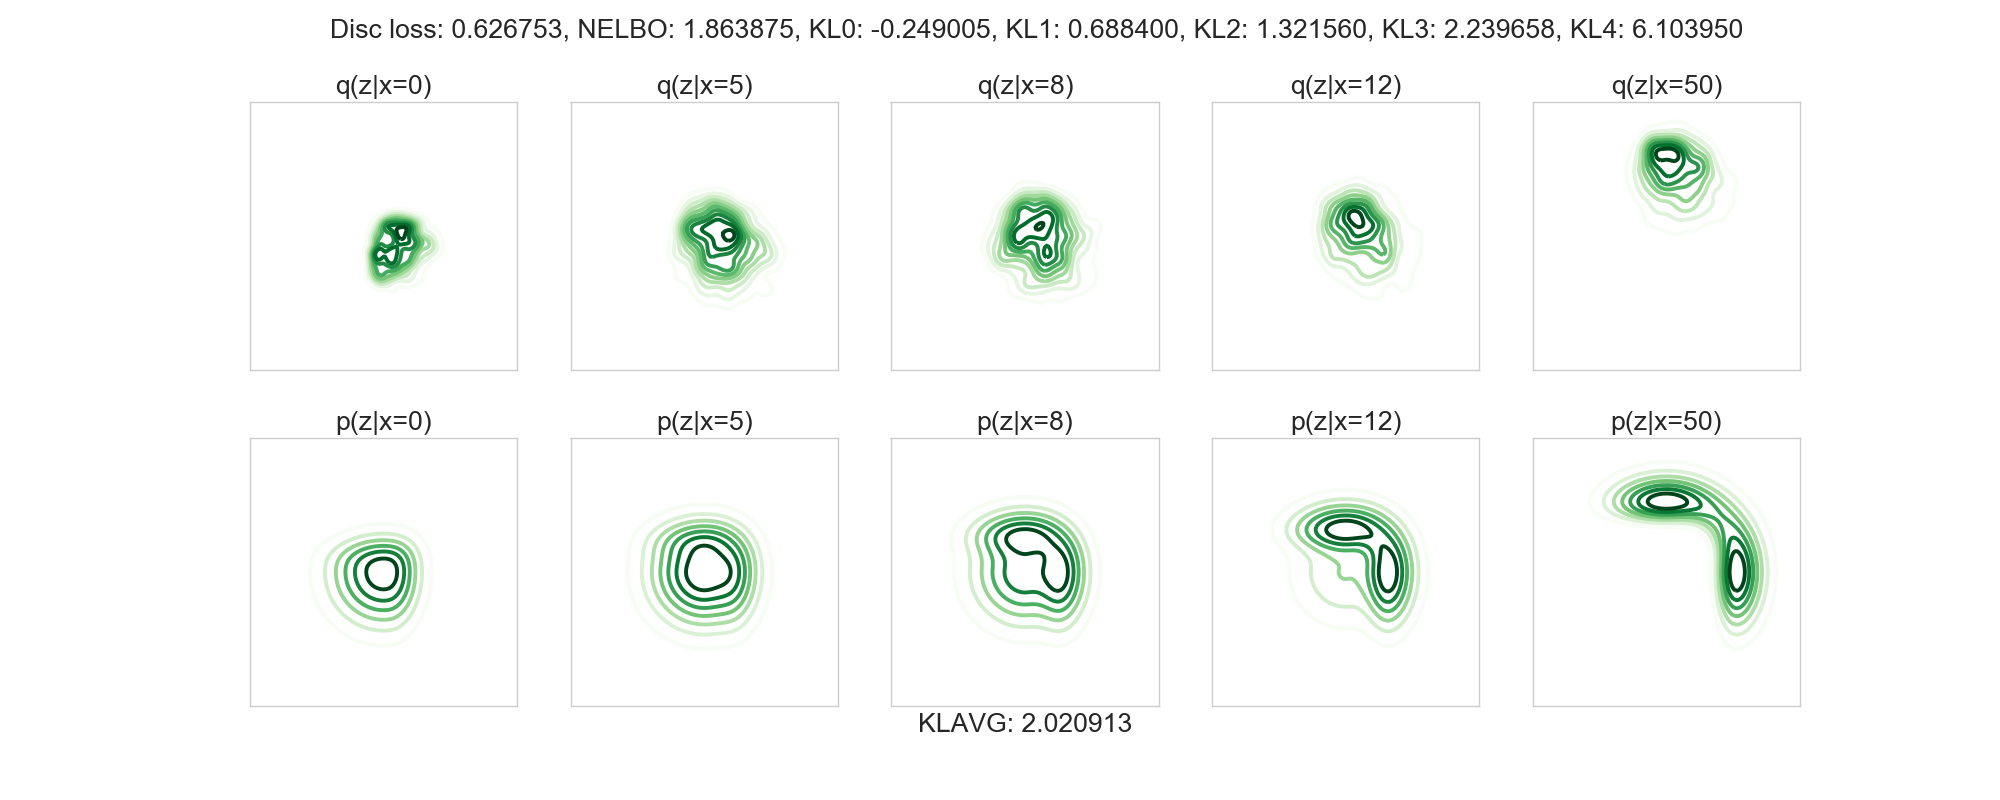 Disc loss: 0.626753, NELBO: 1.863875, KL0: -0.249005, KL1: 0.688400, KL2: 1.321560, KL3: 2.239658, KL4: 6.103950
q(z|x=0) q(z|x=5) q(z|x=8) q(z|x=12) q(z|x=50)
p(z|x=0) p(z|x=5) p(z|x=8) p(z|x=12) p(z|x=50)
KLAVG: 2.020913